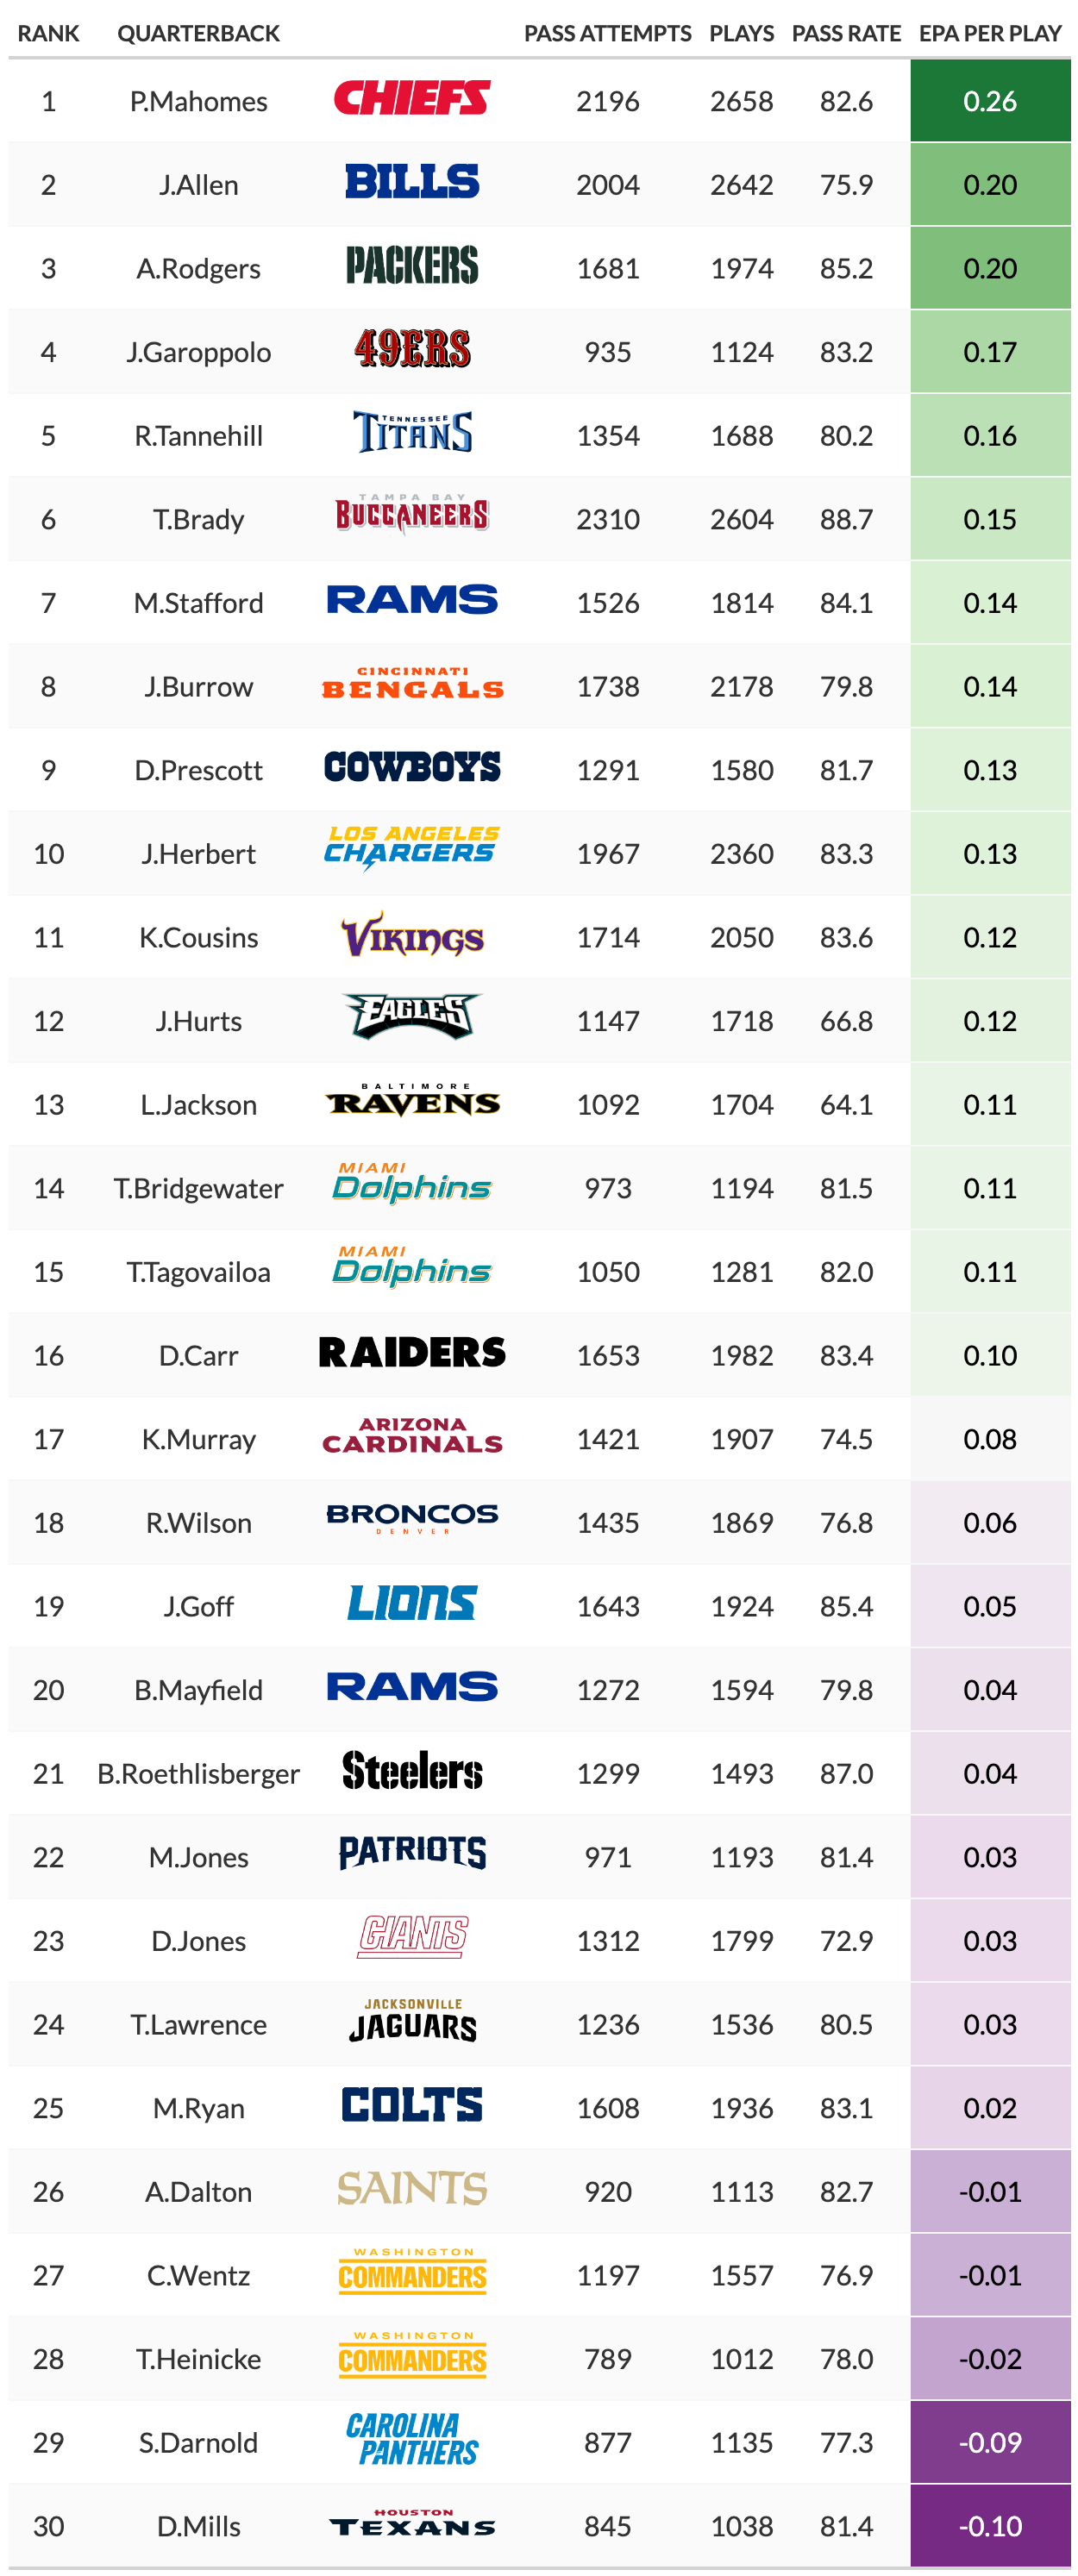 RANK QUARTERBACK PASS ATTEMPTS PLAYS PASS RATE EPA PER PLAY
1 P.Mahomes CHIEFS 2196 2658 82.6 0.26
2 J.Allen BILLS 2004 2642 75.9 0.20
3 A.Rodgers PACKERS 1681 1974 85.2 0.20
4 J.Garoppolo 49ERS 935 1124 83.2 0.17
5 R.Tannehill TENNESSEE TITANS 1354 1688 80.2 0.16
6 T.Brady TAMPA BAY BUCCANEERS 2310 2604 88.7 0.15
7 M.Stafford RAMS 1526 1814 84.1 0.14
8 J.Burrow CINCINNATI BENGALS 1738 2178 79.8 0.14
9 D.Prescott COWBOYS 1291 1580 81.7 0.13
10 J.Herbert LOS ANGELES CHARGERS 1967 2360 83.3 0.13
11 K.Cousins VIKINGS 1714 2050 83.6 0.12
12 J.Hurts EAGLES 1147 1718 66.8 0.12
13 L.Jackson BALTIMORE RAVENS 1092 1704 64.1 0.11
14 T.Bridgewater MIAMI Dolphins 973 1194 81.5 0.11
15 T.Tagovailoa MIAMI Dolphins 1050 1281 82.0 0.11
16 D.Carr RAIDERS 1653 1982 83.4 0.10
17 K.Murray ARIZONA CARDINALS 1421 1907 74.5 0.08
18 R.Wilson BRONCOS DENVER 1435 1869 76.8 0.06
19 J.Goff LIONS 1643 1924 85.4 0.05
20 B.Mayfield RAMS 1272 1594 79.8 0.04
21 B.Roethlisberger Steelers 1299 1493 87.0 0.04
22 M.Jones PATRIOTS 971 1193 81.4 0.03
23 D.Jones GIANTS 1312 1799 72.9 0.03
24 T.Lawrence JACKSONVILLE JAGUARS 1236 1536 80.5 0.03
25 M.Ryan COLTS 1608 1936 83.1 0.02
26 A.Dalton SAINTS 920 1113 82.7 -0.01
27 C.Wentz WASHINGTON COMMANDERS 1197 1557 76.9 -0.01
28 T.Heinicke WASHINGTON COMMANDERS 789 1012 78.0 -0.02
29 S.Darnold CAROLINA PANTHERS 877 1135 77.3 -0.09
30 D.Mills HOUSTON TEXANS 845 1038 81.4 -0.10